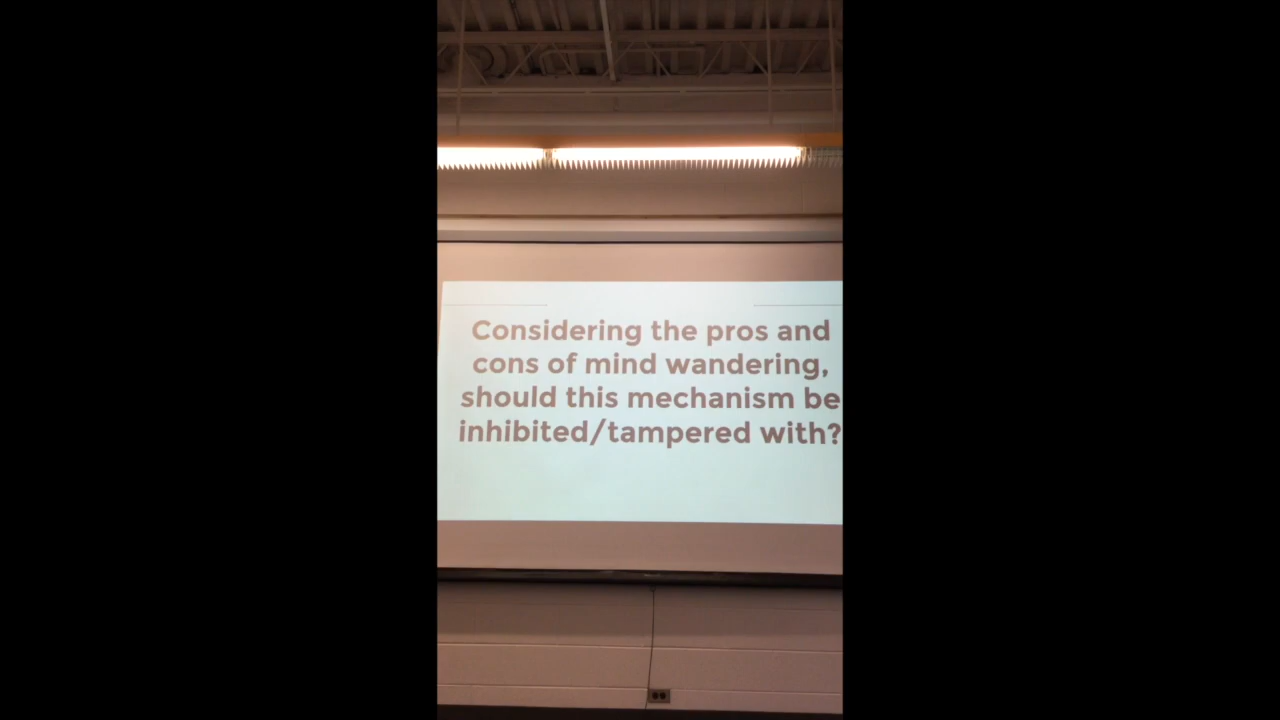 Considering the pros and
cons of mind wandering,
should this mechanism be
inhibited/tampered with?